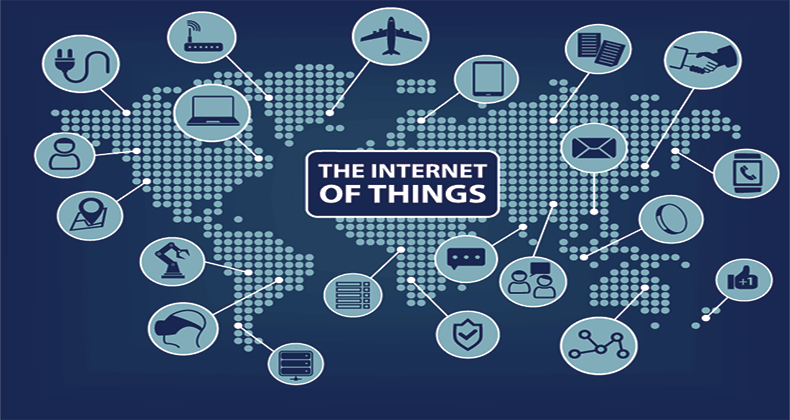 THE INTERNET
OF THINGS
+1